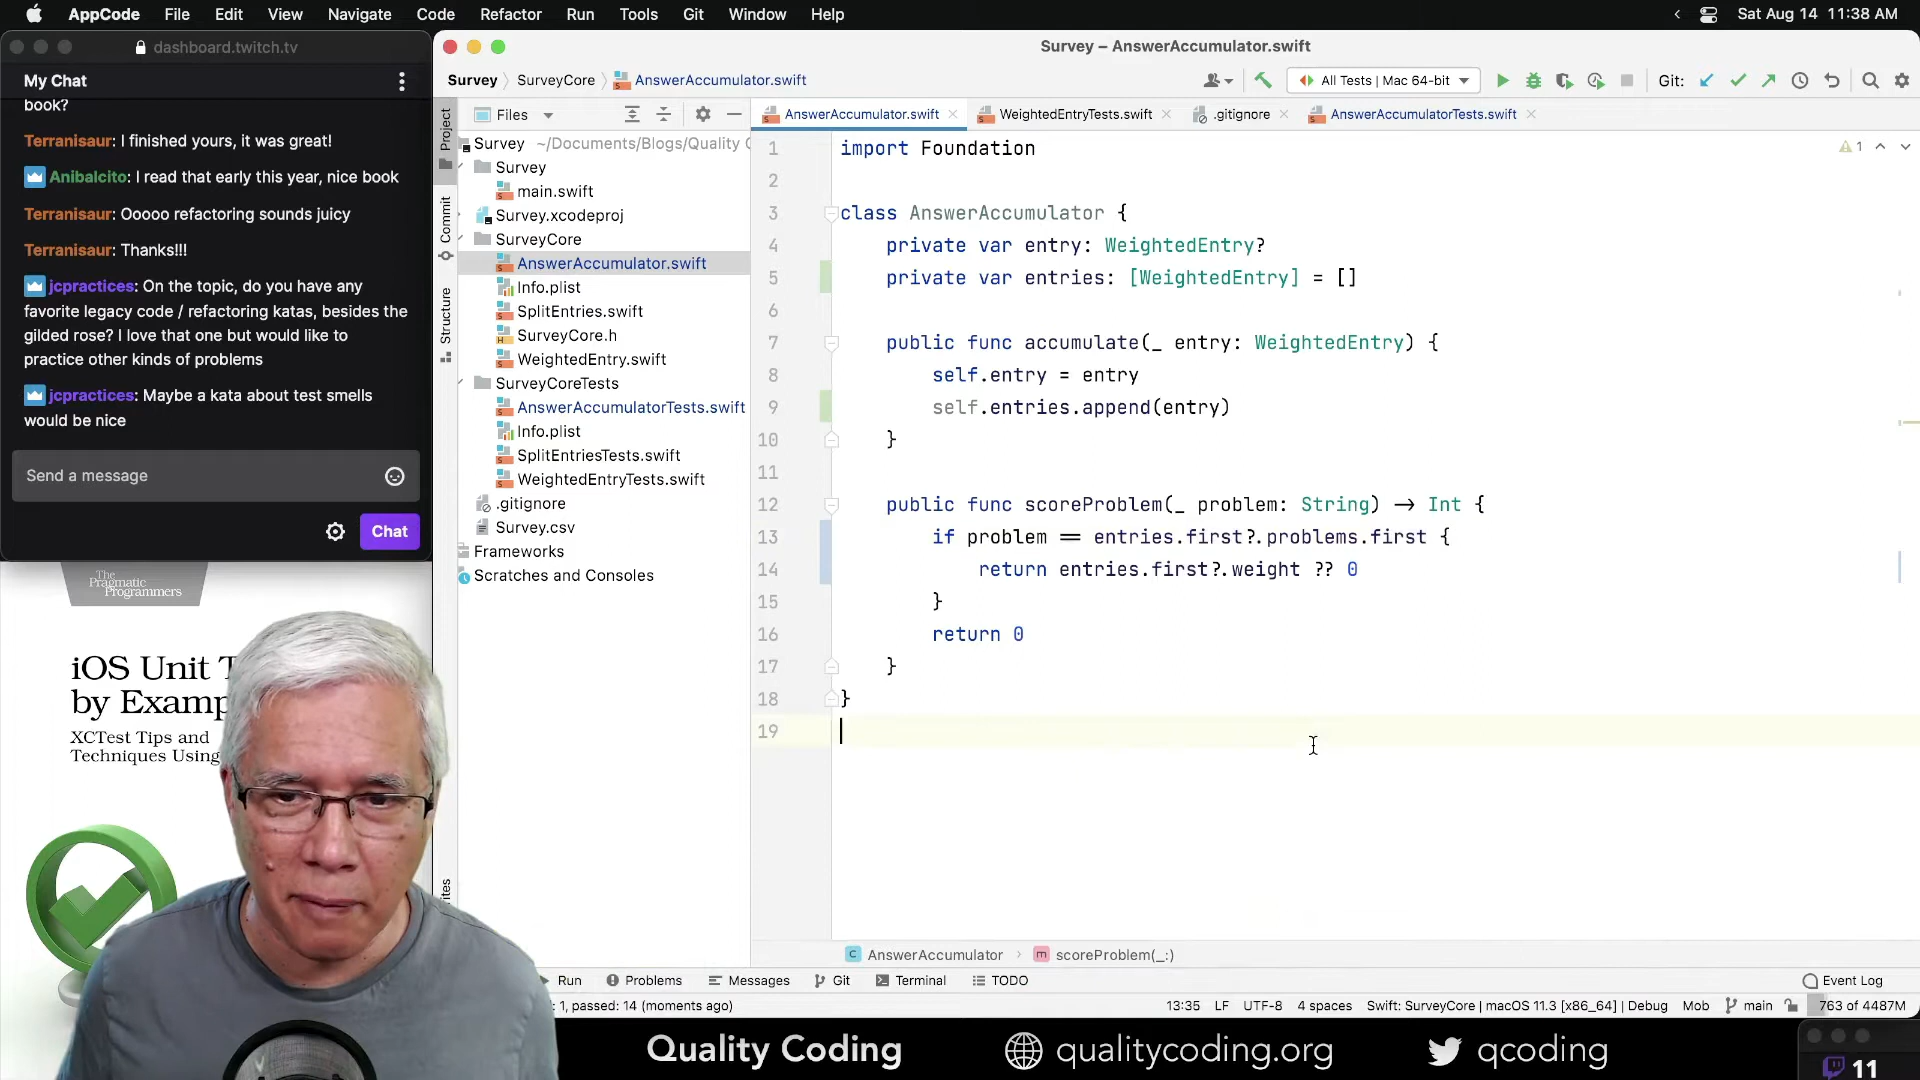 AppCode File Edit View Navigate Code Refactor Run Tools Git Window Help Sat Aug 14 11:38 AM
dashboard.twitch.tv
My Chat
book?
Terranisaur: I finished yours, it was great!
Anibalcito: I read that early this year, nice book
Terranisaur: Ooooo refactoring sounds juicy
Terranisaur: Thanks!!!
jcpractices: On the topic, do you have any
favorite legacy code / refactoring katas, besides the
gilded rose? I love that one but would like to
practice other kinds of problems
jcpractices: Maybe a kata about test smells
would be nice
Send a message
Chat
The
Pragmatic
Programmers
iOS Unit T
by Examp
XCTest Tips and
Techniques Using
Survey – AnswerAccumulator.swift
Survey SurveyCore AnswerAccumulator.swift
All Tests | Mac 64-bit
Git:
Project
Commit
Structure
Files
Survey ~/Documents/Blogs/Quality C
Survey
main.swift
Survey.xcodeproj
SurveyCore
AnswerAccumulator.swift
Info.plist
SplitEntries.swift
SurveyCore.h
WeightedEntry.swift
SurveyCoreTests
AnswerAccumulatorTests.swift
Info.plist
SplitEntriesTests.swift
WeightedEntryTests.swift
.gitignore
Survey.csv
Frameworks
Scratches and Consoles
AnswerAccumulator.swift WeightedEntryTests.swift .gitignore AnswerAccumulatorTests.swift
1
1 import Foundation
2
3 class AnswerAccumulator {
4 private var entry: WeightedEntry?
5 private var entries: [WeightedEntry] = []
6
7 public func accumulate(_ entry: WeightedEntry) {
8 self.entry = entry
9 self.entries.append(entry)
10 }
11
12 public func scoreProblem(_ problem: String) -> Int {
13 if problem == entries.first?.problems.first {
14 return entries.first?.weight ?? 0
15 }
16 return 0
17 }
18 }
19
AnswerAccumulator scoreProblem(_:)
Run Problems Messages Git Terminal TODO Event Log
: 1, passed: 14 (moments ago) 13:35 LF UTF-8 4 spaces Swift: SurveyCore | macOS 11.3 [x86_64] | Debug Mob main 763 of 4487M
Quality Coding qualitycoding.org qcoding
11